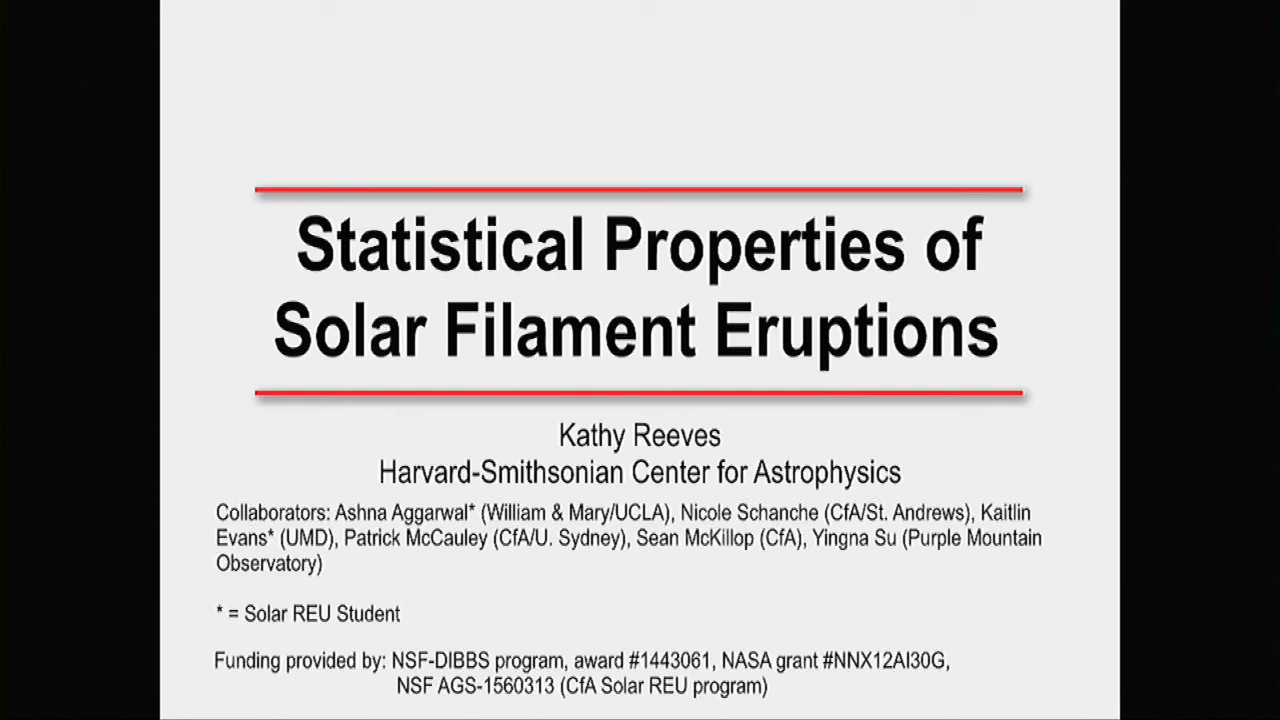 Statistical Properties of
Solar Filament Eruptions
Kathy Reeves
Harvard-Smithsonian Center for Astrophysics
Collaborators: Ashna Aggarwal* (William & Mary/UCLA), Nicole Schanche (CfA/St. Andrews), Kaitlin
Evans* (UMD), Patrick McCauley (CfA/U. Sydney), Sean McKillop (CfA), Yingna Su (Purple Mountain
Observatory)
* = Solar REU Student
Funding provided by: NSF-DIBBS program, award #1443061, NASA grant #NNX12AI30G,
NSF AGS-1560313 (CfA Solar REU program)